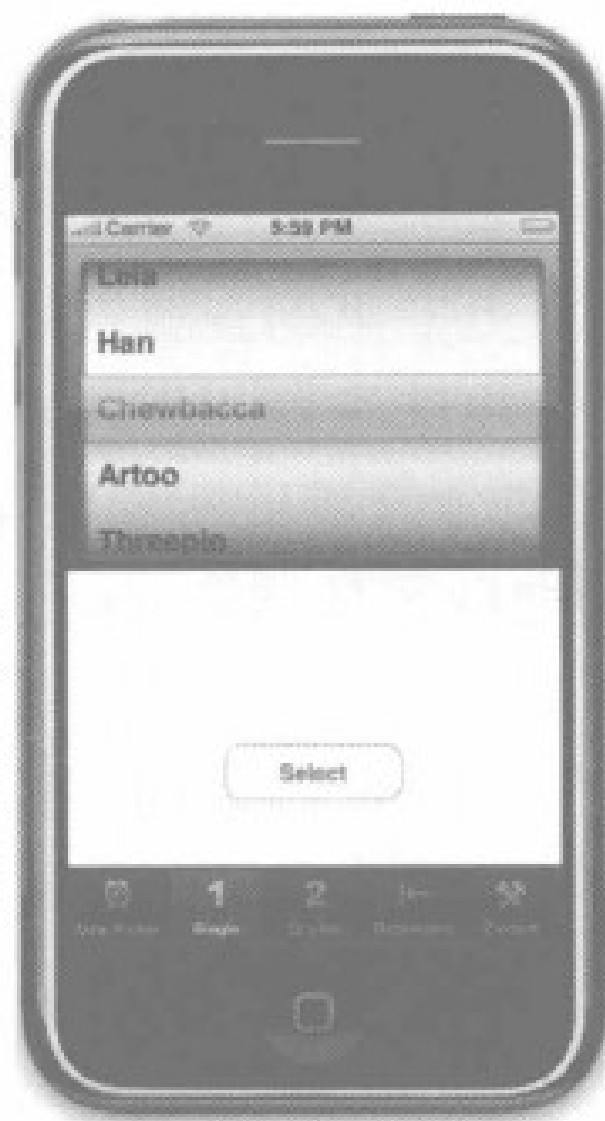 Carrier 5:59 PM
Leia
Han
Chewbacca
Artoo
Threepio
Select
1 2
Single